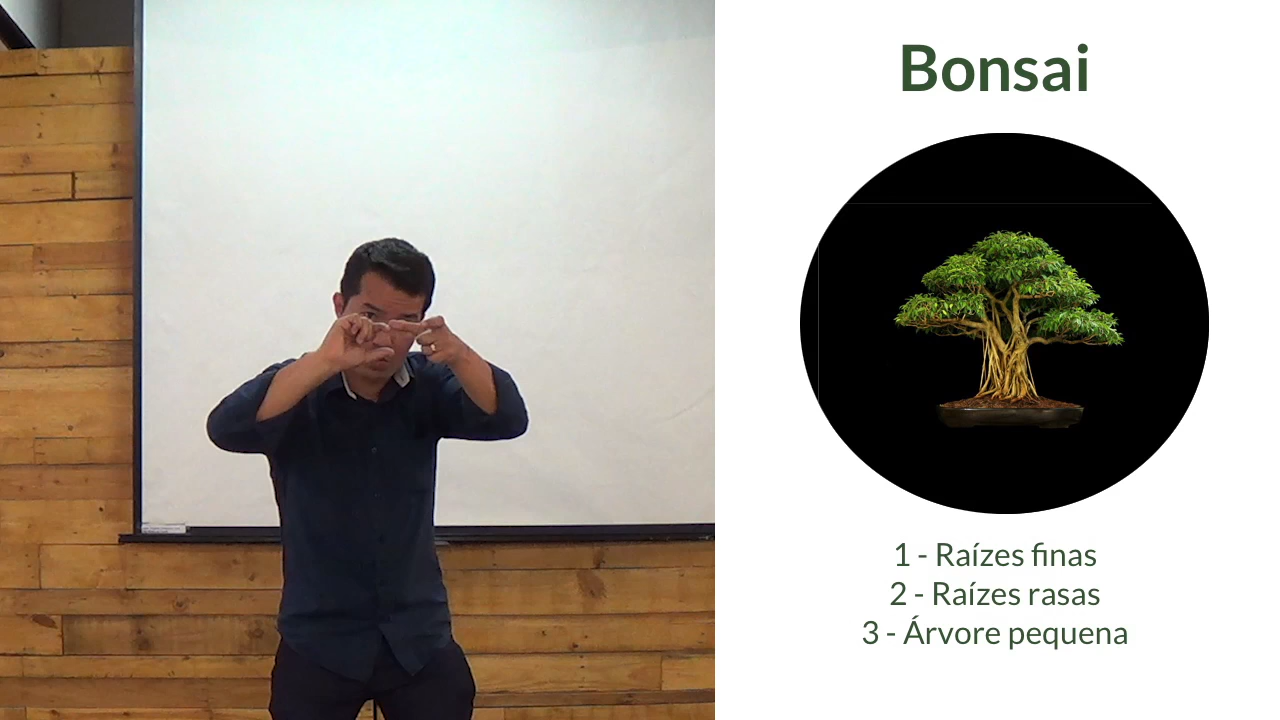 Bonsai
1 - Raízes finas
2 - Raízes rasas
3 - Árvore pequena